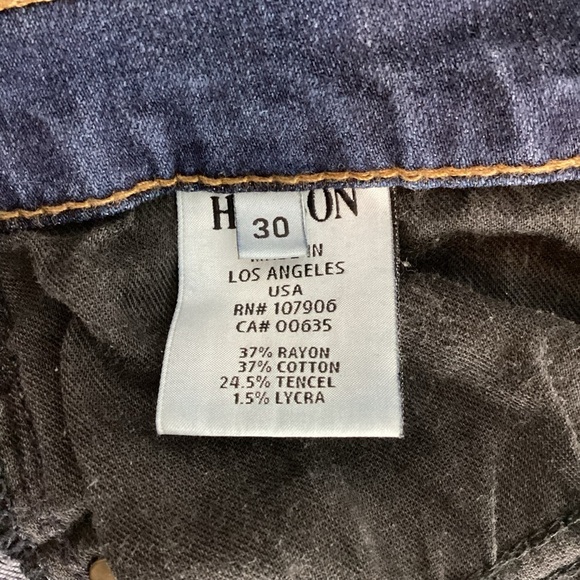 30
IN
LOS ANGELES
USA
RN# 107906
CA# 00635
37% RAYON
37% COTTON
24.5% TENCEL
1.5% LYCRA